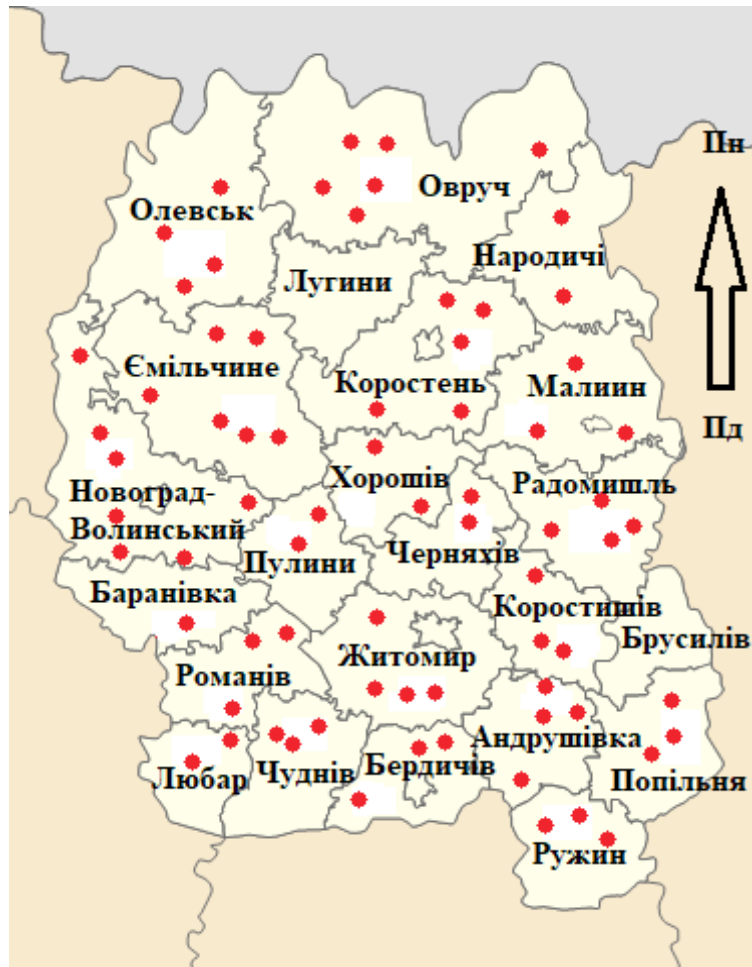 Пн
Овруч
Олевськ
Народичі
Лугини
Ємільчине
Коростень
Малиин
Пд
Хорошів
Радомишль
Новоград-
Волинський
Черняхів
Пулини
Баранівка
Брусилів
Житомир
Романів
Андрушівка
Бердичів
Любар
Чуднів
Попільня
Ружин